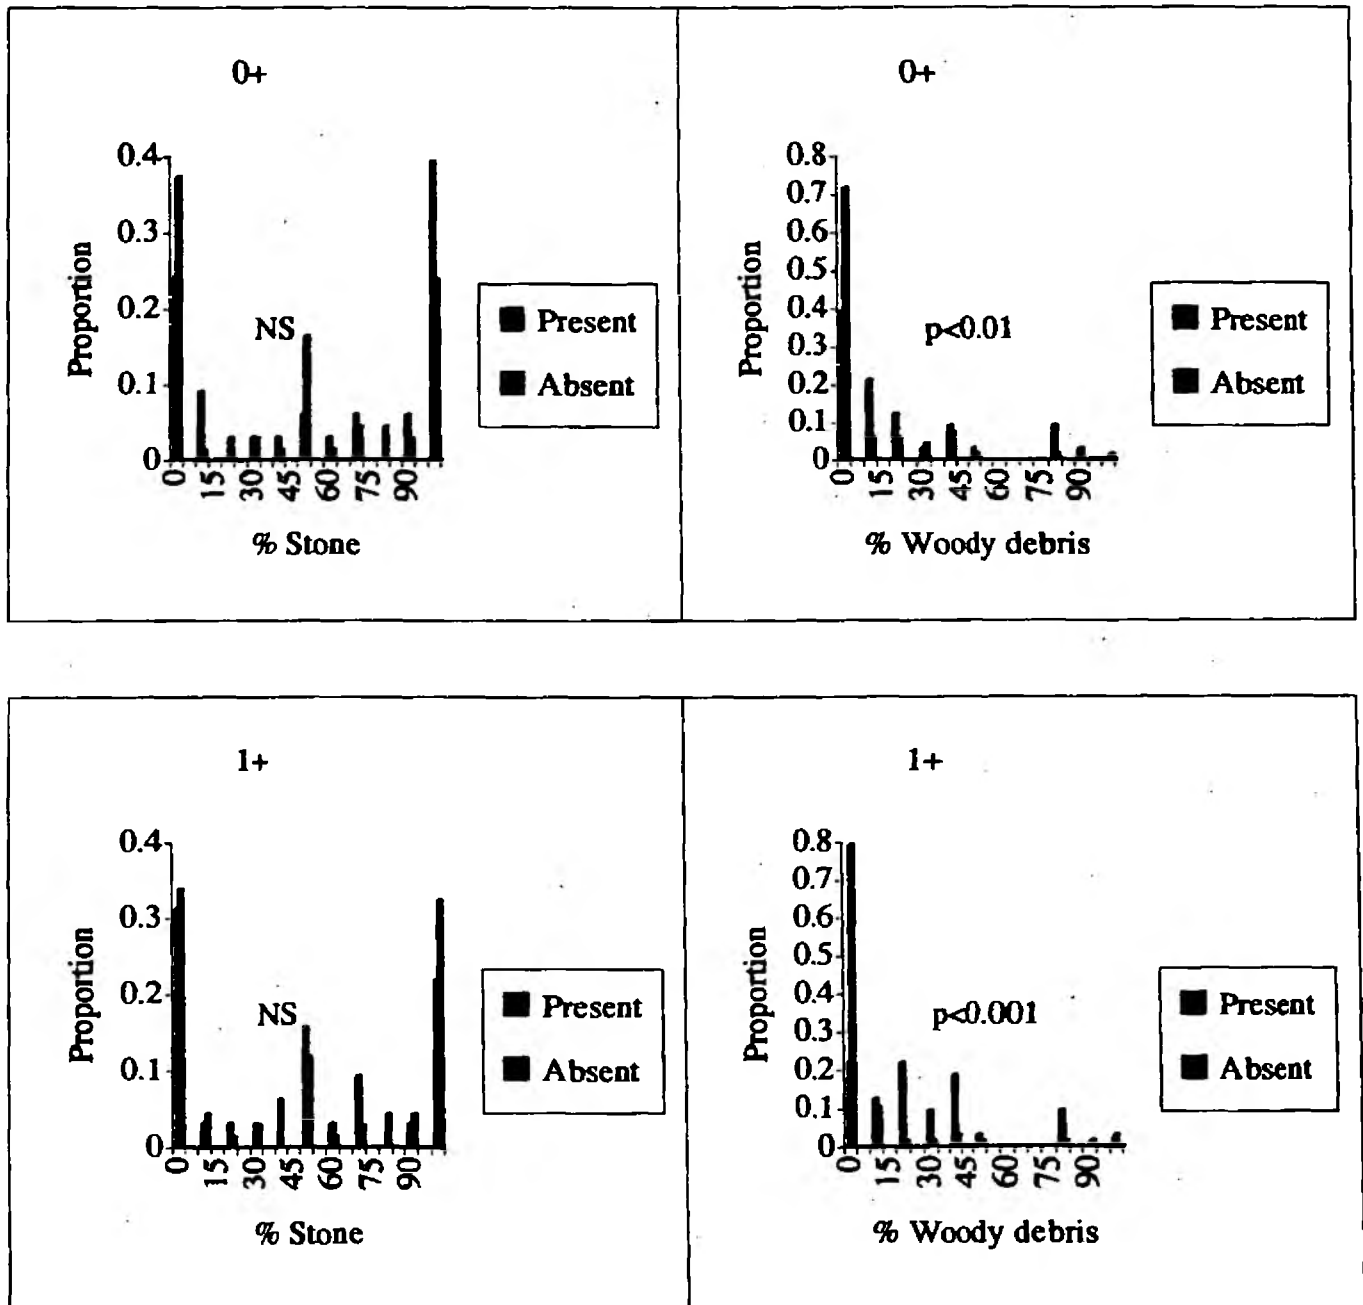 0+
0.4
0.3
0.2
0.1
0
Proportion
NS
0 15 30 45 60 75 90
% Stone
Present
Absent
0+
0.8
0.7
0.6
0.5
0.4
0.3
0.2
0.1
0
Proportion
p<0.01
0 15 30 45 60 75 90
% Woody debris
Present
Absent
1+
0.4
0.3
0.2
0.1
0
Proportion
NS
0 15 30 45 60 75 90
% Stone
Present
Absent
1+
0.8
0.7
0.6
0.5
0.4
0.3
0.2
0.1
0
Proportion
p<0.001
0 15 30 45 60 75 90
% Woody debris
Present
Absent